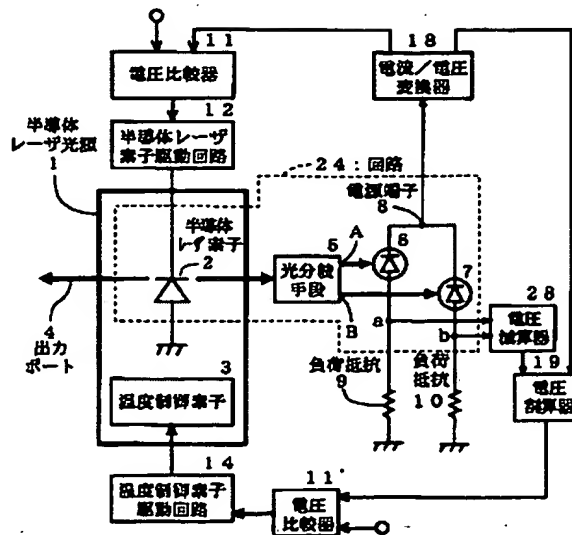 11
電圧比較器
18
電流/電圧
変換器
12
半導体レーザ
素子駆動回路
半導体
レーザ光源
1
24:回路
電源端子
8
半導体
レーザ素子
2
A
5
6
光分岐
手段
B
7
a
b
28
電圧
減算器
4
出力
ポート
3
温度制御素子
負荷抵抗
9
負荷
抵抗
10
19
電圧
割算器
14
温度制御素子
駆動回路
11'
電圧
比較器